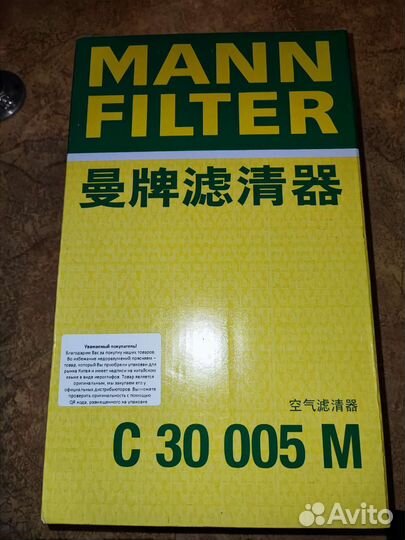 MANN
FILTER
曼牌滤清器
Уважаемый покупатель!
Благодарим Вас за покупку наших товаров.
Во избежание недоразумений поясняем –
товар, который Вы приобрели упакован для
рынка Китая и имеет надписи на китайском
языке в виде иероглифов. Товар является
оригинальным, мы закупаем его у
официальных дистрибьюторов. Вы можете
проверить оригинальность с помощью
QR кода, размещенного на упаковке
空气滤清器
C 30 005 M
Avito